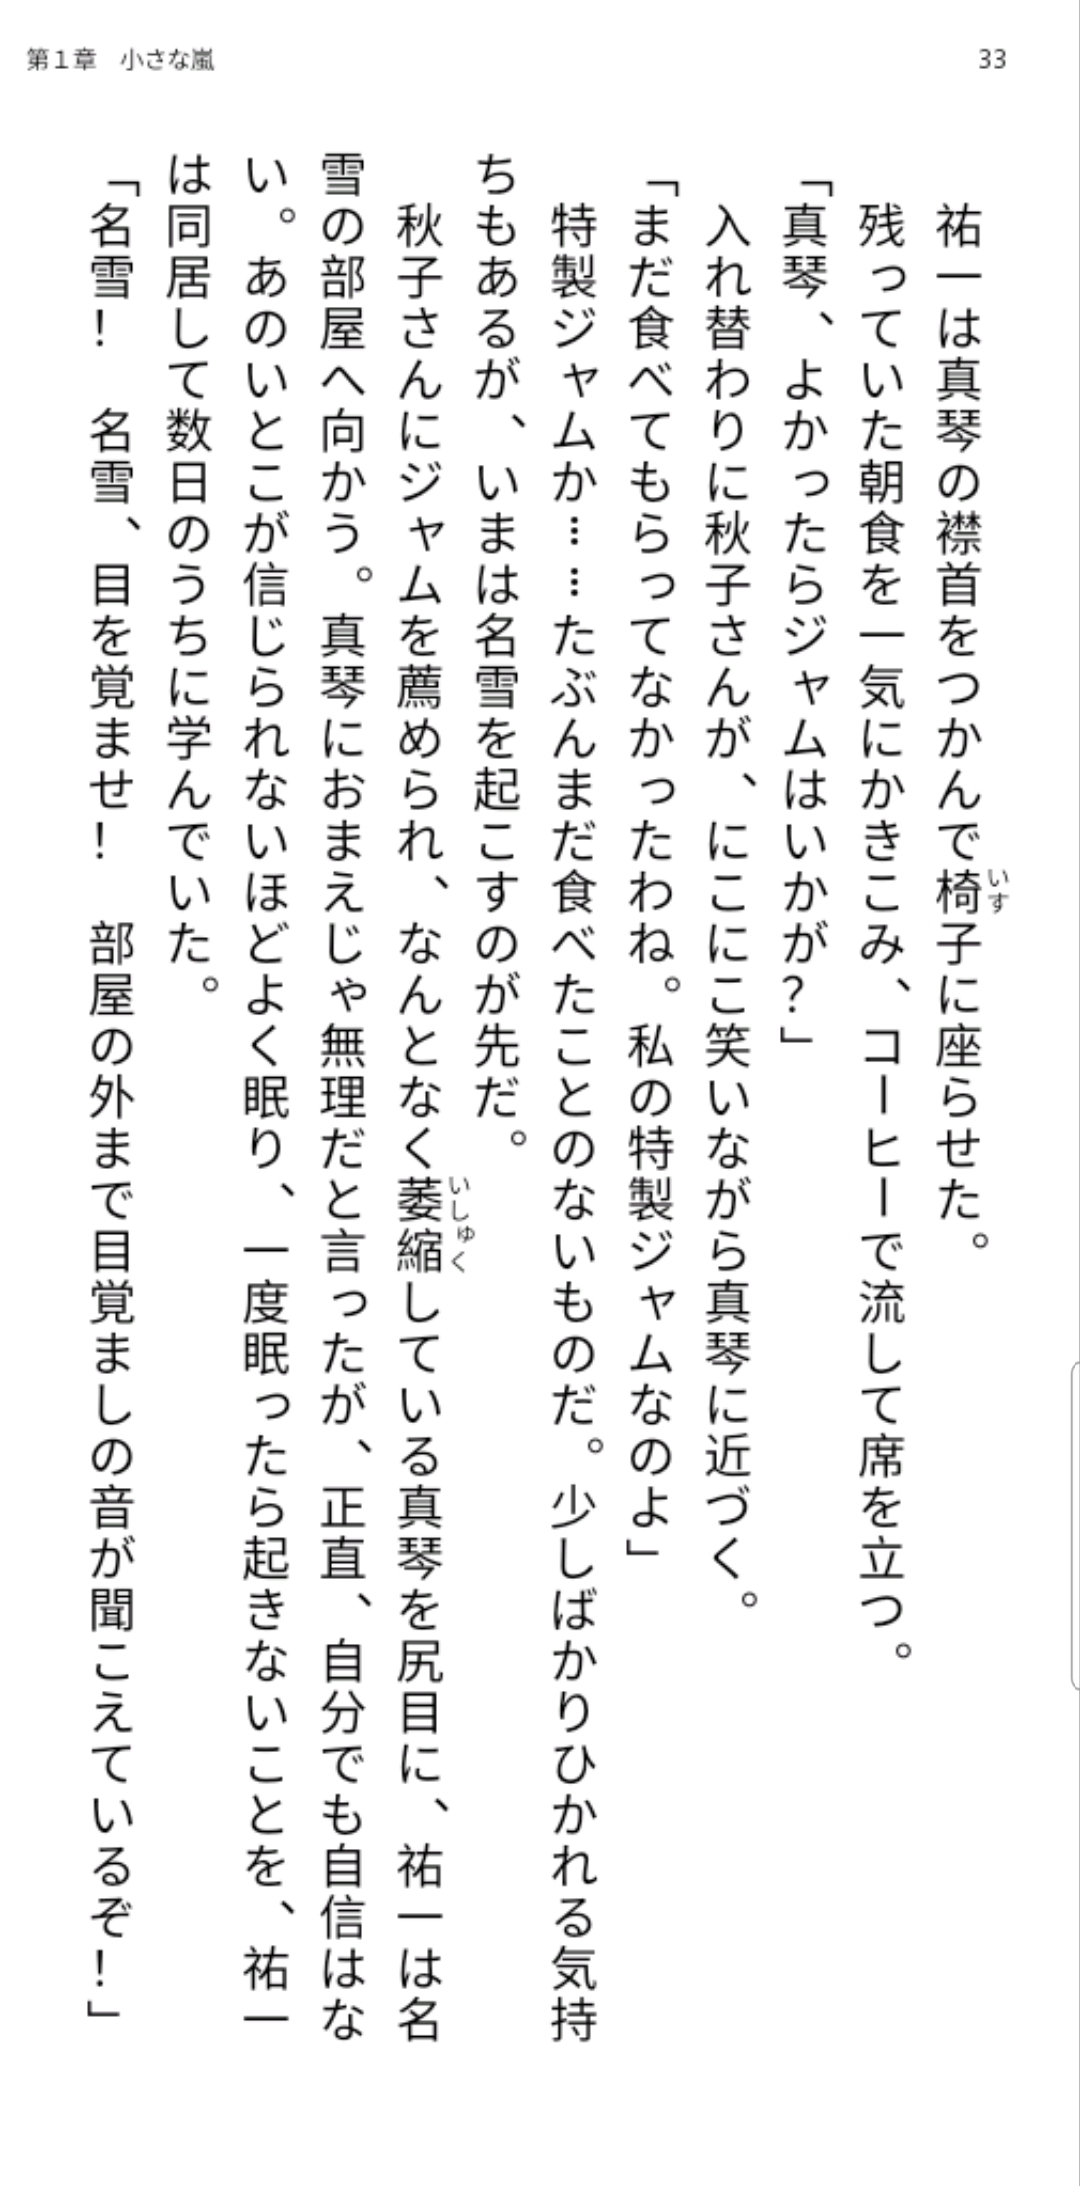 第１章　小さな嵐
33
祐一は真琴の襟首をつかんで椅子に座らせた。
いす
残っていた朝食を一気にかきこみ、コーヒーで流して席を立つ。
「真琴、よかったらジャムはいかが？」
入れ替わりに秋子さんが、にこにこ笑いながら真琴に近づく。
「まだ食べてもらってなかったわね。私の特製ジャムなのよ」
特製ジャムか……たぶんまだ食べたことのないものだ。少しばかりひかれる気持
ちもあるが、いまは名雪を起こすのが先だ。
秋子さんにジャムを薦められ、なんとなく萎縮している真琴を尻目に、祐一は名
いしゅく
雪の部屋へ向かう。真琴におまえじゃ無理だと言ったが、正直、自分でも自信はな
い。あのいとこが信じられないほどよく眠り、一度眠ったら起きないことを、祐一
は同居して数日のうちに学んでいた。
「名雪！　名雪、目を覚ませ！　部屋の外まで目覚ましの音が聞こえているぞ！」